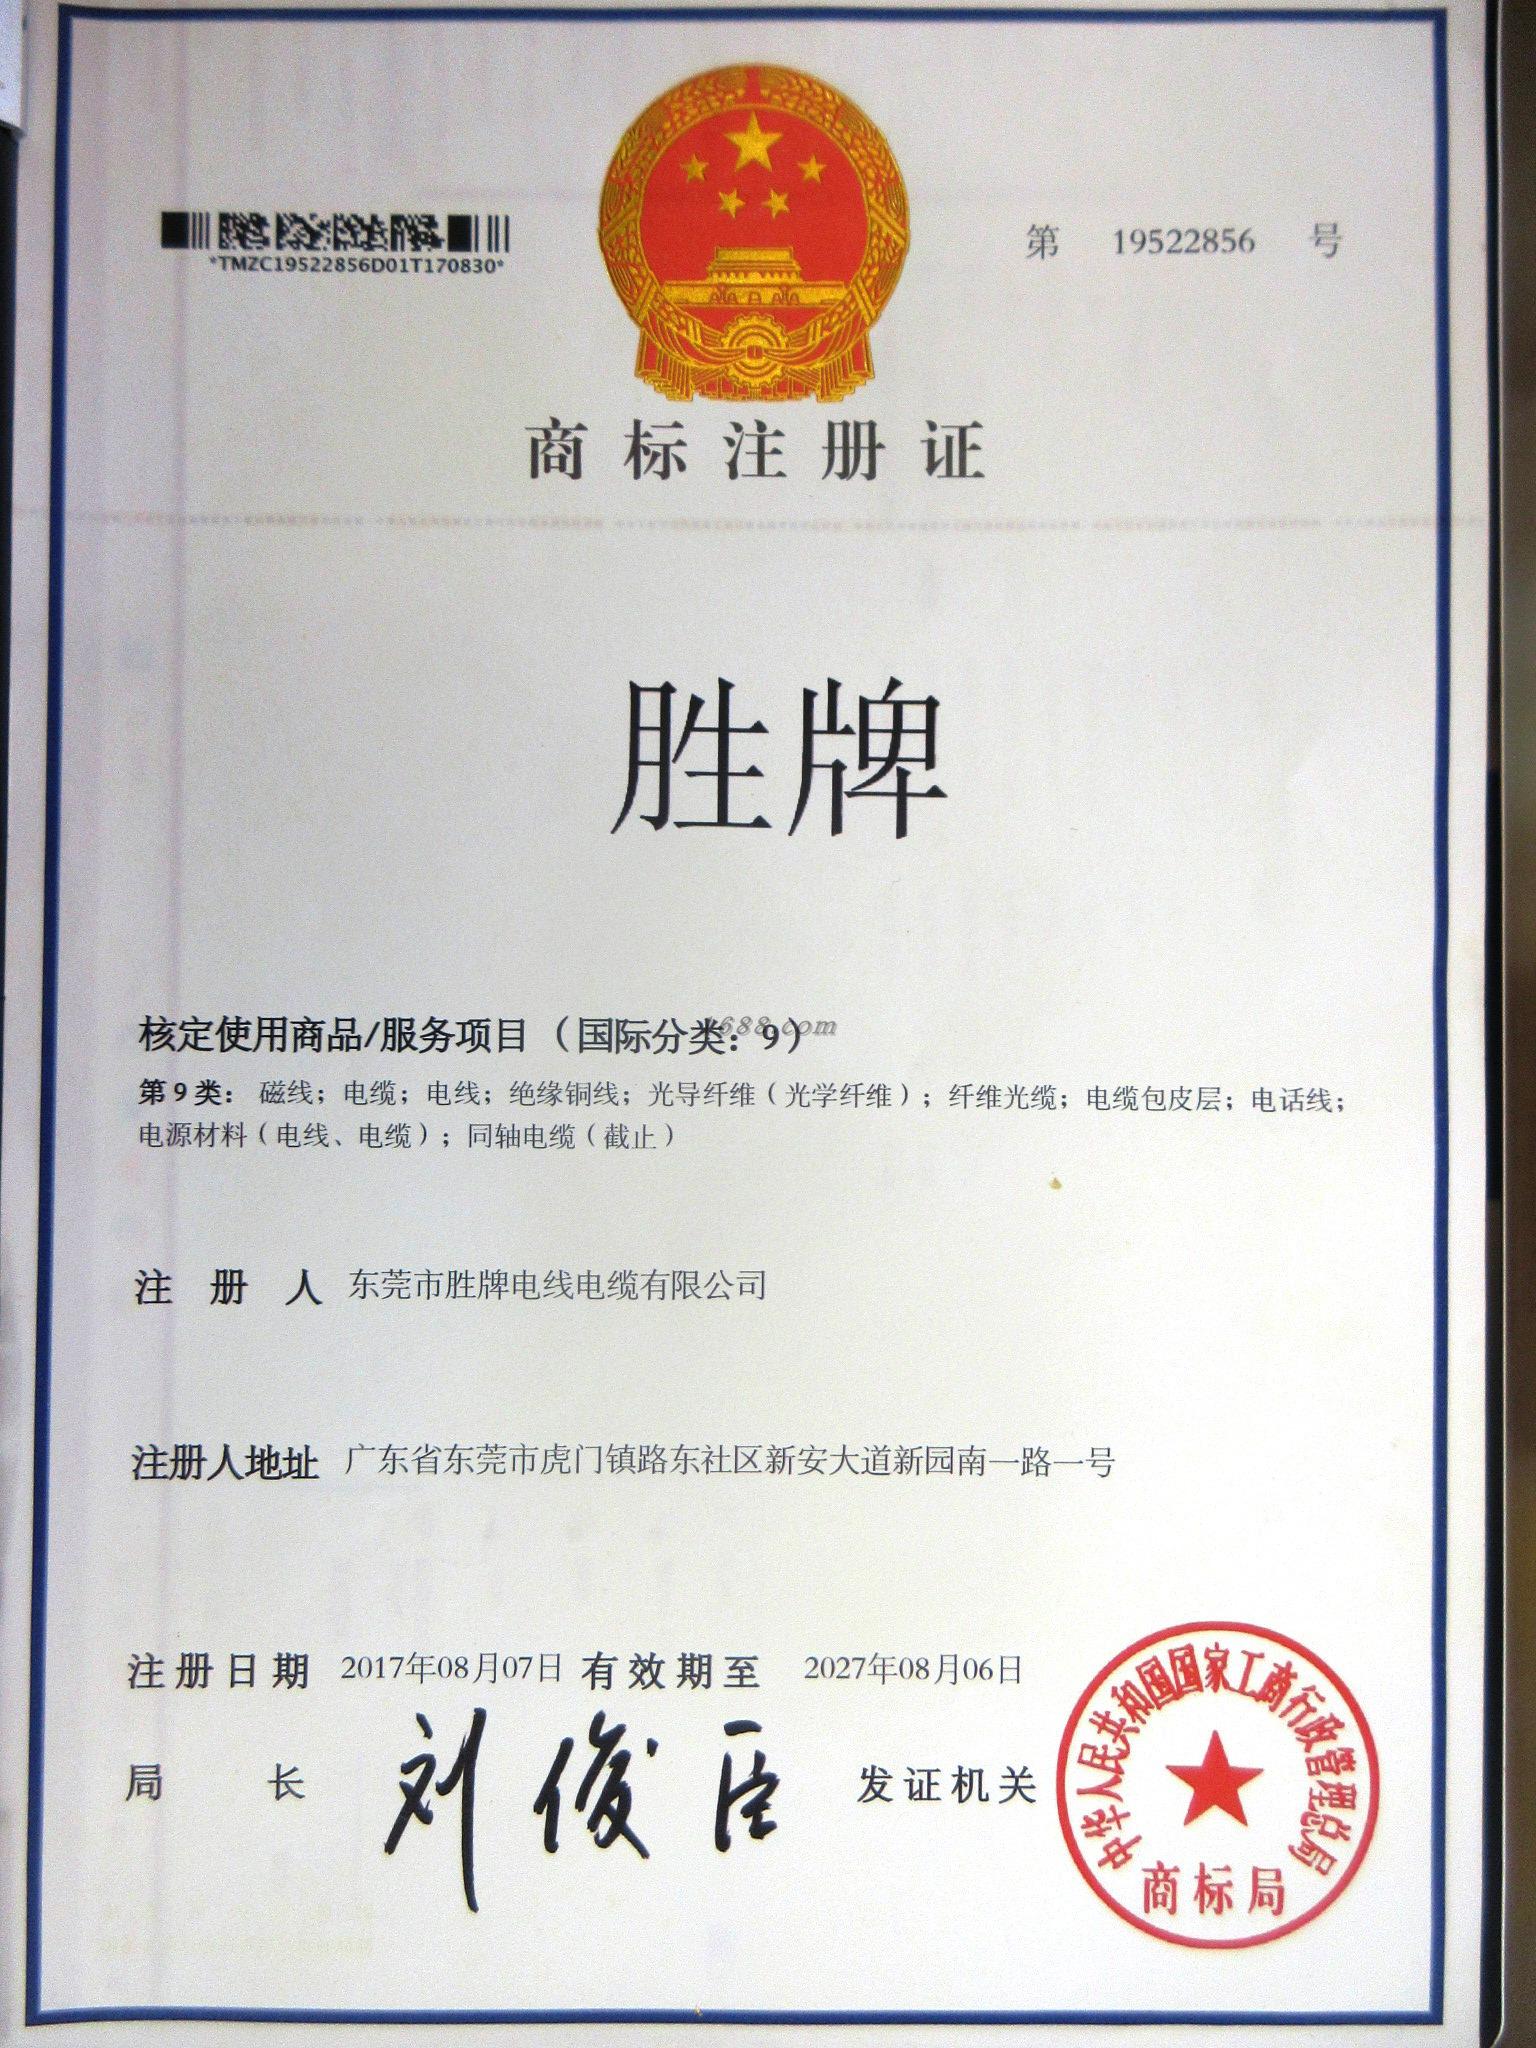 *TMZC19522856D01T170830*
第 19522856 号
商标注册证
胜牌
核定使用商品/服务项目（国际分类：9）
1688.com
第9类：磁线；电缆；电线；绝缘铜线；光导纤维（光学纤维）；纤维光缆；电缆包皮层；电话线；
电源材料（电线、电缆）；同轴电缆（截止）
注册人 东莞市胜牌电线电缆有限公司
注册人地址 广东省东莞市虎门镇路东社区新安大道新园南一路一号
注册日期 2017年08月07日 有效期至 2027年08月06日
局长 刘俊臣 发证机关
中华人民共和国国家工商行政管理总局
商标局